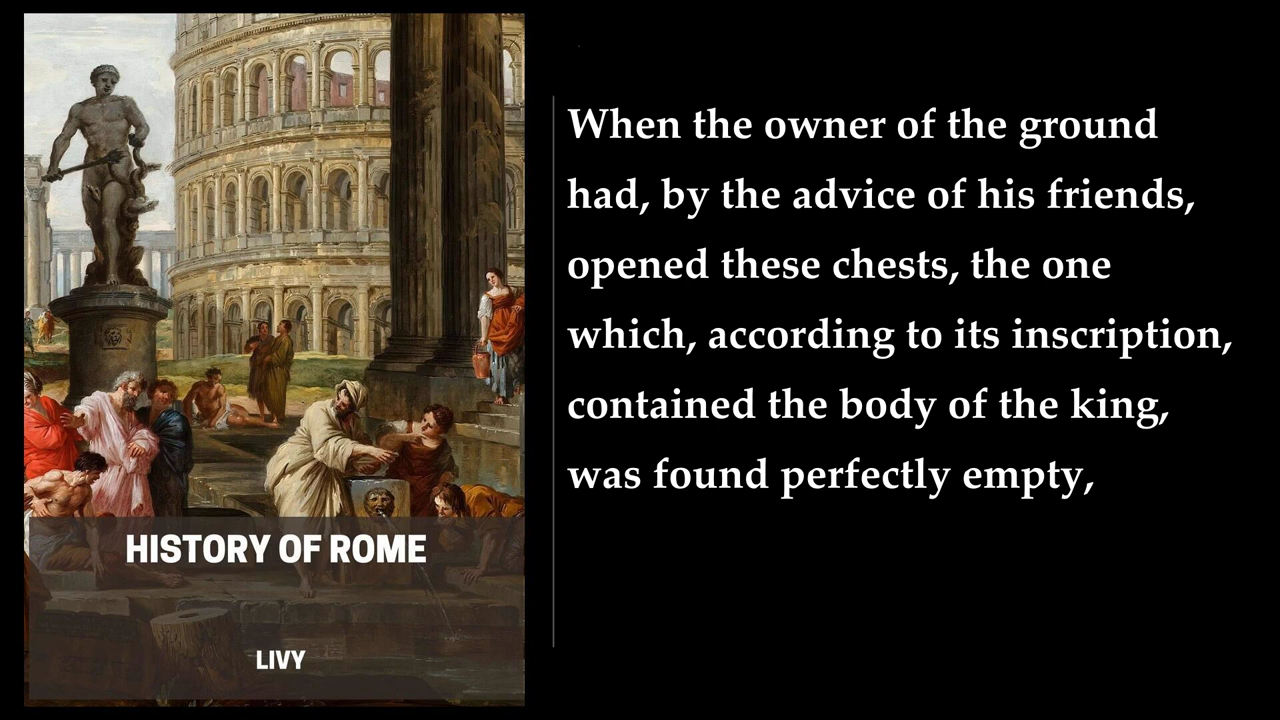 HISTORY OF ROME
LIVY
When the owner of the ground
had, by the advice of his friends,
opened these chests, the one
which, according to its inscription,
contained the body of the king,
was found perfectly empty,